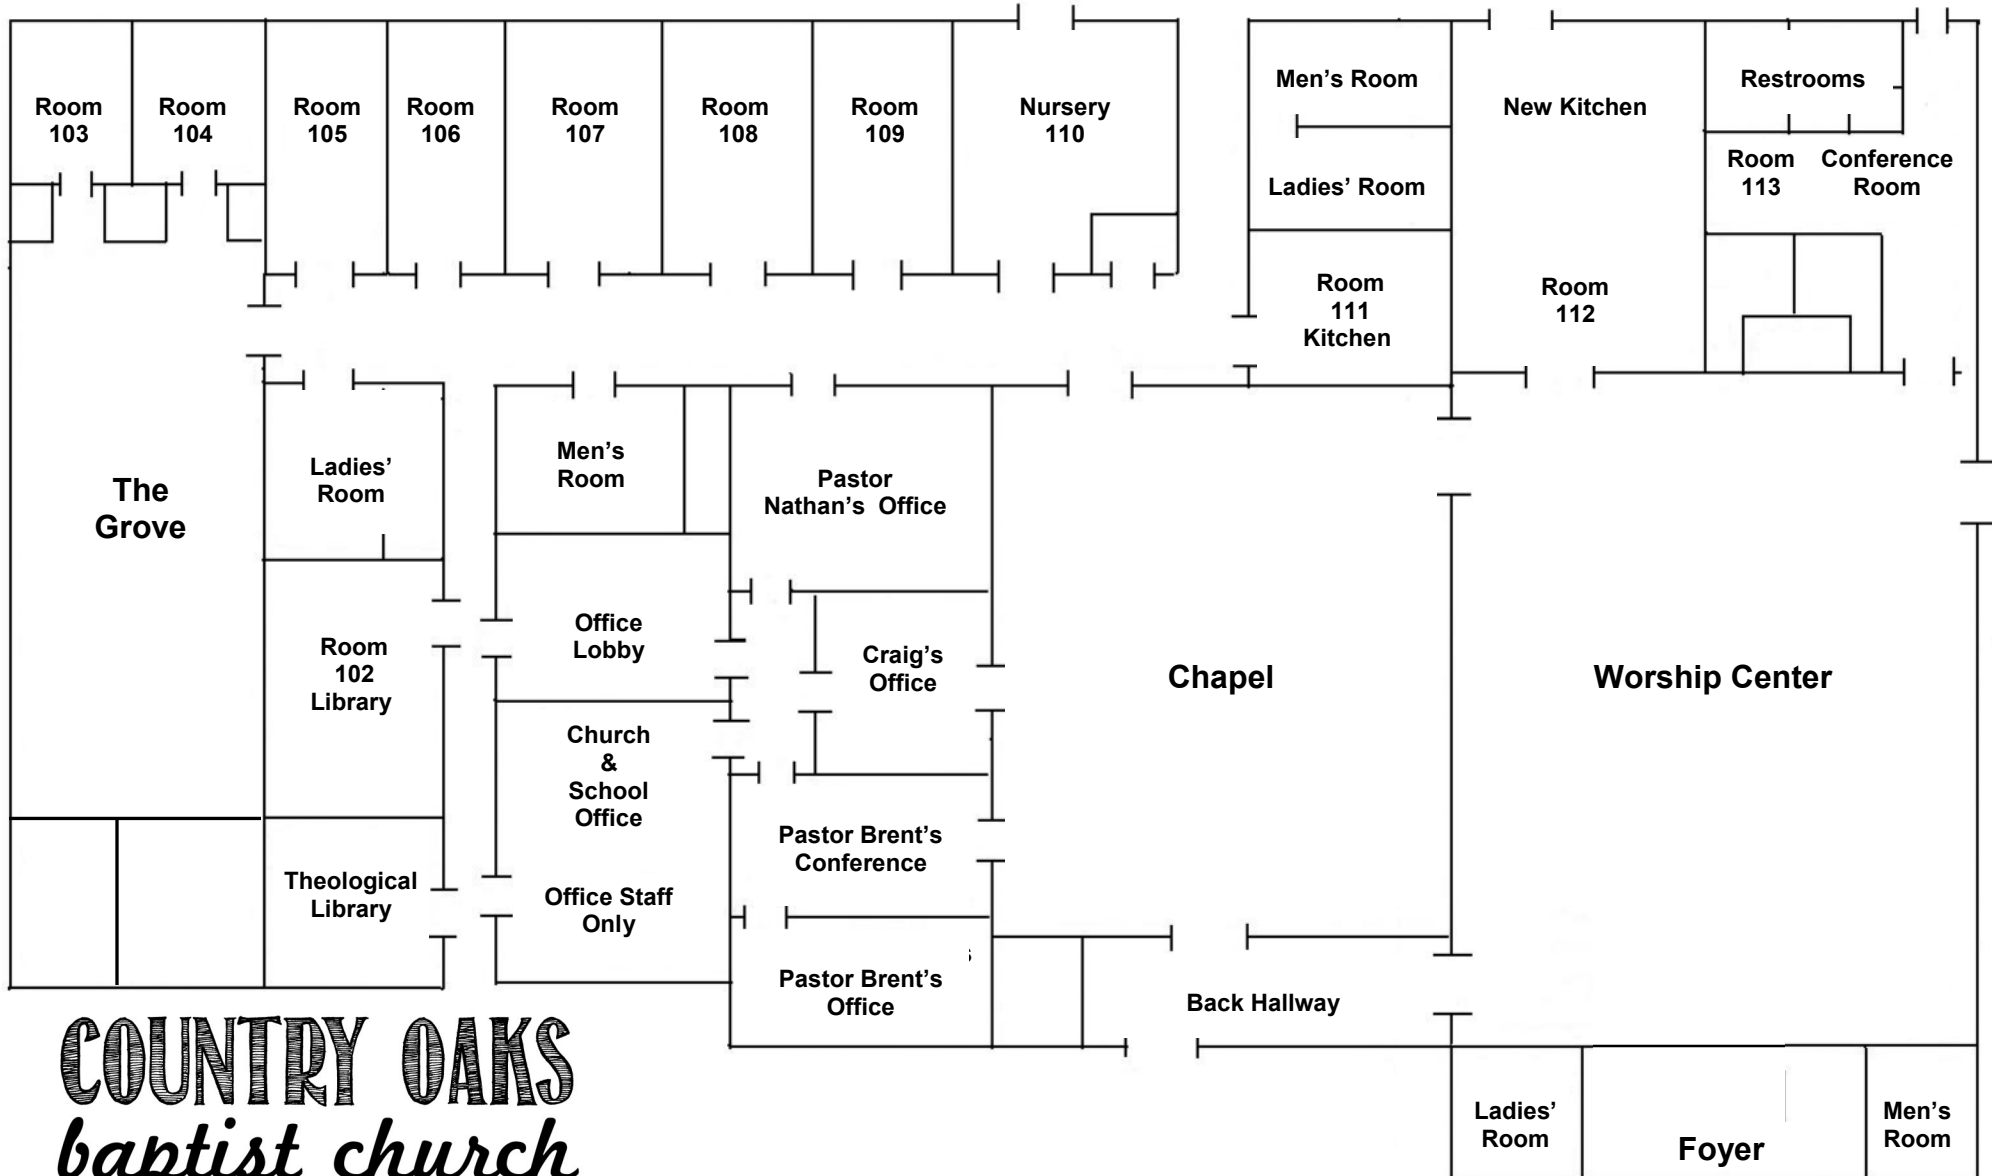 Room
103
Room
104
Room
105
Room
106
Room
107
Room
108
Room
109
Nursery
110
Men’s Room
Ladies’ Room
Room
111
Kitchen
New Kitchen
Room
112
Restrooms
Room
113
Conference
Room
The
Grove
Ladies’
Room
Men’s
Room
Pastor
Nathan’s Office
Room
102
Library
Office
Lobby
Craig’s
Office
Chapel
Worship Center
Church
&
School
Office
Office Staff
Only
Pastor Brent’s
Conference
Theological
Library
Pastor Brent’s
Office
Back Hallway
Ladies’
Room
Foyer
Men’s
Room
COUNTRY OAKS
baptist church